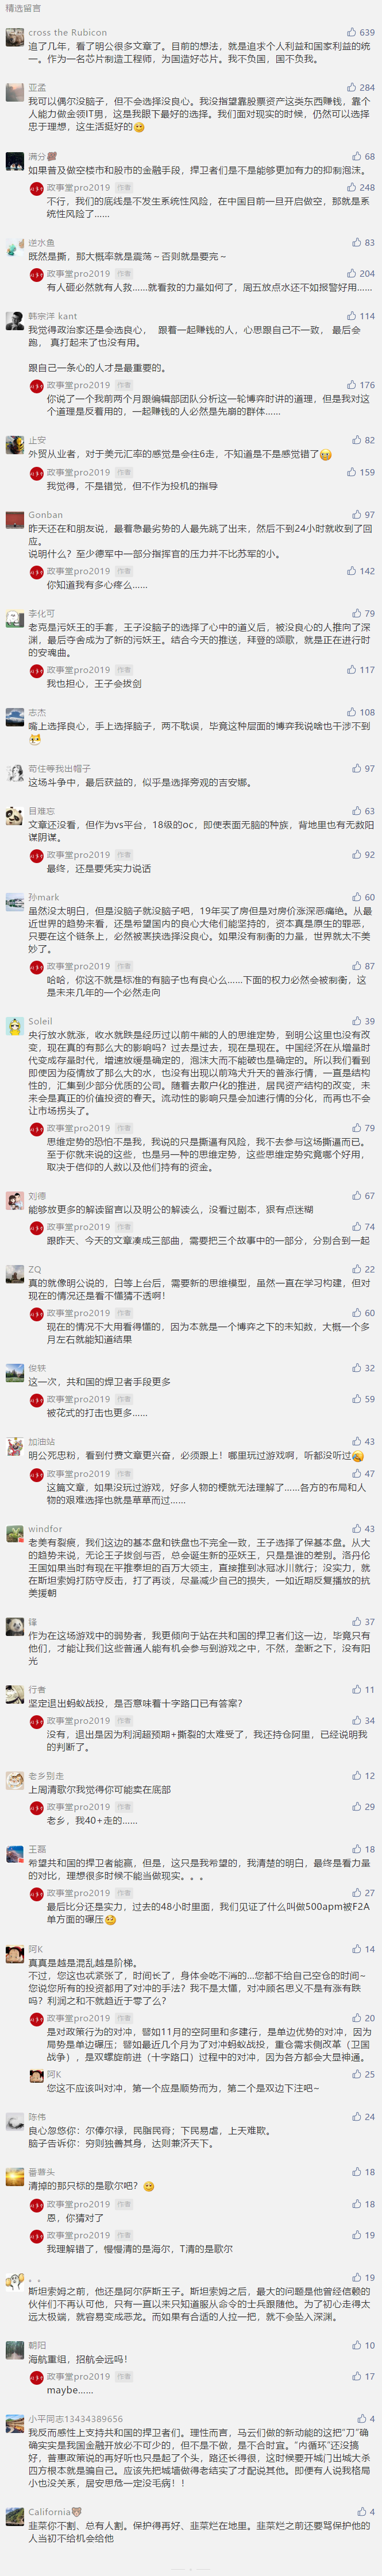 精选留言
cross the Rubicon 639
追了几年，看了明公很多文章了。目前的想法，就是追求个人利益和国家利益的统
一。作为一名芯片制造工程师，为国造好芯片。我不负国，国不负我。
亚孟 284
我可以偶尔没脑子，但不会选择没良心。我没指望靠股票资产这类东西赚钱，靠个
人能力做金领IT男，这是我眼下最好的选择。我们面对现实的时候，仍然可以选择
忠于理想，这生活挺好的
满分 68
如果普及做空楼市和股市的金融手段，捍卫者们是不是能够更加有力的抑制泡沫。
政事堂pro2019 作者 248
不行，我们的底线是不发生系统性风险，在中国目前一旦开启做空，那就是系
统性风险了……
逆水鱼 83
既然是撕，那大概率就是震荡～否则就是要完～
政事堂pro2019 作者 204
有人砸必然就有人救……就看救的力量如何了，周五放点水还不如报警好用……
韩宗洋 kant 114
我觉得政治家还是会选良心， 跟着一起赚钱的人，心思跟自己不一致， 最后会
跑， 真打起来了也没有用。
跟自己一条心的人才是最重要的。
政事堂pro2019 作者 176
你说了一个我前两个月跟编辑部团队分析这一轮博弈时讲的道理，但是我对这
个道理是反着用的，一起赚钱的人必然是先崩的群体……
止安 82
外贸从业者，对于美元汇率的感觉是会往6走，不知道是不是感觉错了
政事堂pro2019 作者 159
我觉得，不是错觉，但不作为投机的指导
Gonban 97
昨天还在和朋友说，最着急最劣势的人最先跳了出来，然后不到24小时就收到了回
应。
说明什么？至少德军中一部分指挥官的压力并不比苏军的小。
政事堂pro2019 作者 142
你知道我有多心疼么……
李化可 79
老克是污妖王的手套，王子没脑子的选择了心中的道义后，被没良心的人推向了深
渊，最后夺舍成为了新的污妖王。结合今天的推送，拜登的颂歌，就是正在进行时
的安魂曲。
政事堂pro2019 作者 117
我也担心，王子会拔剑
志杰 108
嘴上选择良心，手上选择脑子，两不耽误，毕竟这种层面的博弈我说啥也干涉不到
苟住等我出帽子 97
这场斗争中，最后获益的，似乎是选择旁观的吉安娜。
目难忘 63
文章还没看，但作为vs平台，18级的oc，即使表面无脑的种族，背地里也有无数阳
谋阴谋。
政事堂pro2019 作者 92
最终，还是要凭实力说话
孙mark 60
虽然没太明白，但是没脑子就没脑子吧，19年买了房但是对房价涨深恶痛绝。从最
近世界的趋势来看，还是希望国内的良心大佬们能坚持的，资本真是原生的罪恶，
只要在这个链条上，必然被裹挟选择没良心。如果没有制衡的力量，世界就太不美
妙了。
政事堂pro2019 作者 87
哈哈，你这不就是标准的有脑子也有良心么……下面的权力必然会被制衡，这
是未来几年的一个必然走向
Soleil 39
央行放水就涨，收水就跌是经历过以前牛熊的人的思维定势，到明公这里也没有改
变，现在真的有那么大的影响吗？过去是过去，现在是现在。中国经济在从增量时
代变成存量时代，增速放缓是确定的，泡沫大而不能破也是确定的。所以我们看到
即使因为疫情放了那么大的水，也没有出现以前鸡犬升天的普涨行情，一直是结构
性的，汇集到少部分优质的公司。随着去散户化的推进，居民资产结构的改变，未
来会是真正的价值投资的春天。流动性的影响只是会加速行情的分化，而再也不会
让市场拐头了。
政事堂pro2019 作者 79
思维定势的恐怕不是我，我说的只是撕逼有风险，我不去参与这场撕逼而已。
至于你就来说的这些，也是另一种的思维定势，这些思维定势究竟哪个好用，
取决于信仰的人数以及他们持有的资金。
刘德 67
能够放更多的解读留言以及明公的解读么，没看过剧本，狠有点迷糊
政事堂pro2019 作者 74
跟昨天、今天的文章凑成三部曲，需要把三个故事中的一部分，分别合到一起
ZQ 22
真的就像明公说的，白等上台后，需要新的思维模型，虽然一直在学习构建，但对
现在的情况还是看不懂猜不透啊！
政事堂pro2019 作者 60
现在的情况不大用看得懂的，因为本就是一个博弈之下的未知数，大概一个多
月左右就能知道结果
俊轶 32
这一次，共和国的捍卫者手段更多
政事堂pro2019 作者 59
被花式的打击也更多……
加油站 43
明公死忠粉，看到付费文章更兴奋，必须跟上！哪里玩过游戏啊，听都没听过
政事堂pro2019 作者 47
这篇文章，如果没玩过游戏，好多人物的梗就无法理解了……各方的布局和人
物的艰难选择也就是草草而过……
windfor 43
老美有裂痕，我们这边的基本盘和铁盘也不完全一致，王子选择了保基本盘。从大
的趋势来说，无论王子拔剑与否，总会诞生新的巫妖王，只是是谁的差别。洛丹伦
王国如果当时有现在平推泰坦的百万大领主，直接推到冰冠冰川就行；没实力，就
在斯坦索姆打防守反击，打了再谈，尽量减少自己的损失，一如近期反复播放的抗
美援朝
锋 37
作为在这场游戏中的弱势者，我更倾向于站在共和国的捍卫者们这一边，毕竟只有
他们，才能让我们这些普通人能有机会参与到游戏之中，不然，垄断之下，没有阳
光
行者 11
坚定退出蚂蚁战投，是否意味着十字路口已有答案？
政事堂pro2019 作者 34
没有，退出是因为利润超预期+撕裂的太难受了，我还持仓阿里，已经说明我
的判断了。
老乡别走 12
上周清歌尔我觉得你可能卖在底部
政事堂pro2019 作者 29
老乡，我40+走的……
王磊 18
希望共和国的捍卫者能赢，但是，这只是我希望的，我清楚的明白，最终是看力量
的对比，理想很多时候不能当做现实。。。
政事堂pro2019 作者 27
最后比分还是实力，过去的48小时里面，我们见证了什么叫做500apm被F2A
单方面的碾压
珂K 14
真真是越是混乱越是阶梯。
不过，您这也忒紧张了，时间长了，身体会吃不消的…您都不给自己空仓的时间~
您说您所有的投资都用了对冲的手法？我不是太懂，对冲顾名思义不是有涨有跌
吗？利润之和不就趋近于零了么？
政事堂pro2019 作者 20
是对政策行为的对冲，譬如11月的空阿里和多建行，是单边优势的对冲，因为
局势是单边碾压；譬如最近几个月为了对冲蚂蚁战投，重仓需求侧改革（卫国
战争），是双螺旋前进（十字路口）过程中的对冲，因为各方都会大显神通。
珂K 25
您这不应该叫对冲，第一个应是顺势而为，第二个是双边下注吧~
陈伟 24
良心忽悠你：尔俸尔禄，民脂民膏；下民易虐，上天难欺。
脑子告诉你：穷则独善其身，达则兼济天下。
番薯头 18
清掉的那只标的是歌尔吧？
政事堂pro2019 作者 18
恩，你猜对了
政事堂pro2019 作者 19
我理解错了，慢慢清的是海尔，T清的是歌尔
。。 19
斯坦索姆之前，他还是阿尔萨斯王子。斯坦索姆之后，最大的问题是他曾经信赖的
伙伴们不再认可他，只有一直以来只知道服从命令的士兵跟随他。为了初心走得太
远太极端，就容易变成恶龙。而如果有合适的人拉一把，就不会坠入深渊。
朝阳 10
海航重组，招航会远吗！
政事堂pro2019 作者 17
maybe……
小平同志13434389656 4
我反而感性上支持共和国的捍卫者们。理性而言，马云们做的新动能的这把“刀”确
确实实是我国金融开放必不可少的，但不是不做，是不合时宜。“内循环”还没搞
好，普惠政策说的再好听也只是起了个头，路还长得很，这时候要开城门出城大杀
四方根本就是骗自己。应该先把城墙做得老结实了才配说其他。即便有人说我格局
小也没关系，居安思危一定没毛病！！
California 4
韭菜你不割、总有人割。保护得再好、韭菜烂在地里。韭菜烂之前还要骂保护他的
人当初不给机会给他